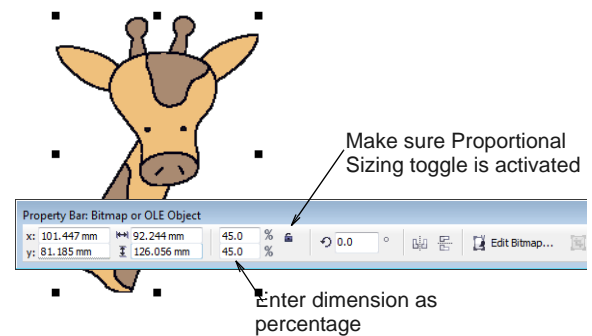 Make sure Proportional
Sizing toggle is activated
Property Bar: Bitmap or OLE Object
x: 101.447 mm 92.244 mm 45.0 % 0.0 ° Edit Bitmap...
y: 81.185 mm 126.056 mm 45.0 %
Enter dimension as
percentage